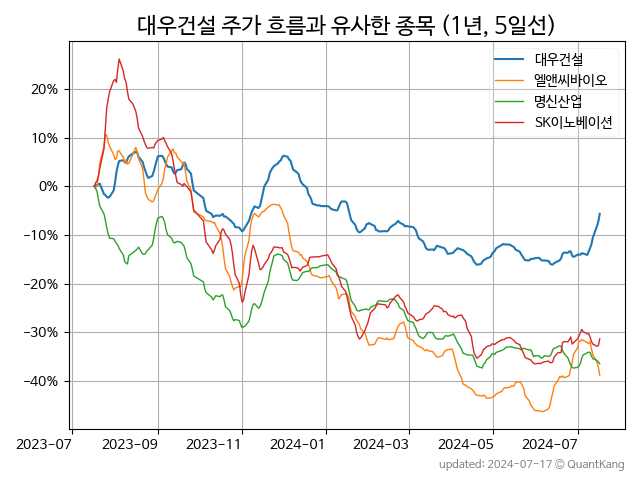 대우건설 주가 흐름과 유사한 종목 (1년, 5일선)
대우건설
엘앤씨바이오
명신산업
SK이노베이션
20%
10%
0%
−10%
−20%
−30%
−40%
2023-07 2023-09 2023-11 2024-01 2024-03 2024-05 2024-07
updated: 2024-07-17 © QuantKang